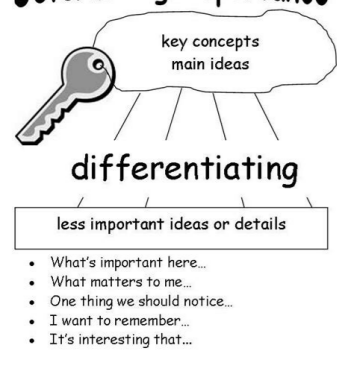 key concepts
main ideas
differentiating
less important ideas or details
• What's important here...
• What matters to me...
• One thing we should notice...
• I want to remember...
• It's interesting that...